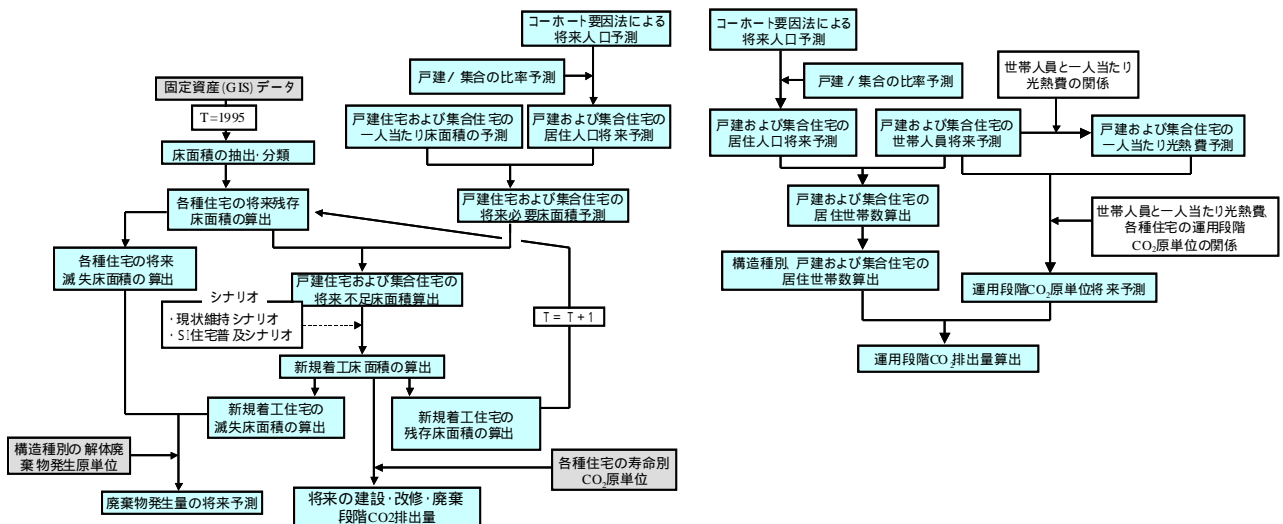 コーホート要因法による
将来人口予測
戸建／集合の比率予測
固定資産(GIS)データ
T=1995
床面積の抽出・分類
戸建住宅および集合住宅の
一人当たり床面積の予測
戸建および集合住宅の
居住人口将来予測
各種住宅の将来残存
床面積の算出
戸建住宅および集合住宅の
将来必要床面積予測
各種住宅の将来
滅失床面積の算出
戸建住宅および集合住宅の
将来不足床面積算出
シナリオ
・現状維持シナリオ
・SI住宅普及シナリオ
T=T+1
新規着工床面積の算出
新規着工住宅の
滅失床面積の算出
新規着工住宅の
残存床面積の算出
構造種別の解体廃
棄物発生原単位
各種住宅の寿命別
CO₂原単位
廃棄物発生量の将来予測
将来の建設・改修・廃棄
段階CO2排出量
コーホート要因法による
将来人口予測
戸建／集合の比率予測
世帯人員と一人当たり
光熱費の関係
戸建および集合住宅の
居住人口将来予測
戸建および集合住宅の
世帯人員将来予測
戸建および集合住宅の
一人当たり光熱費予測
戸建および集合住宅の
居住世帯数算出
世帯人員と一人当たり光熱費、
各種住宅の運用段階
CO₂原単位の関係
構造種別、戸建および集合住宅の
居住世帯数算出
運用段階CO₂原単位将来予測
運用段階CO₂排出量算出